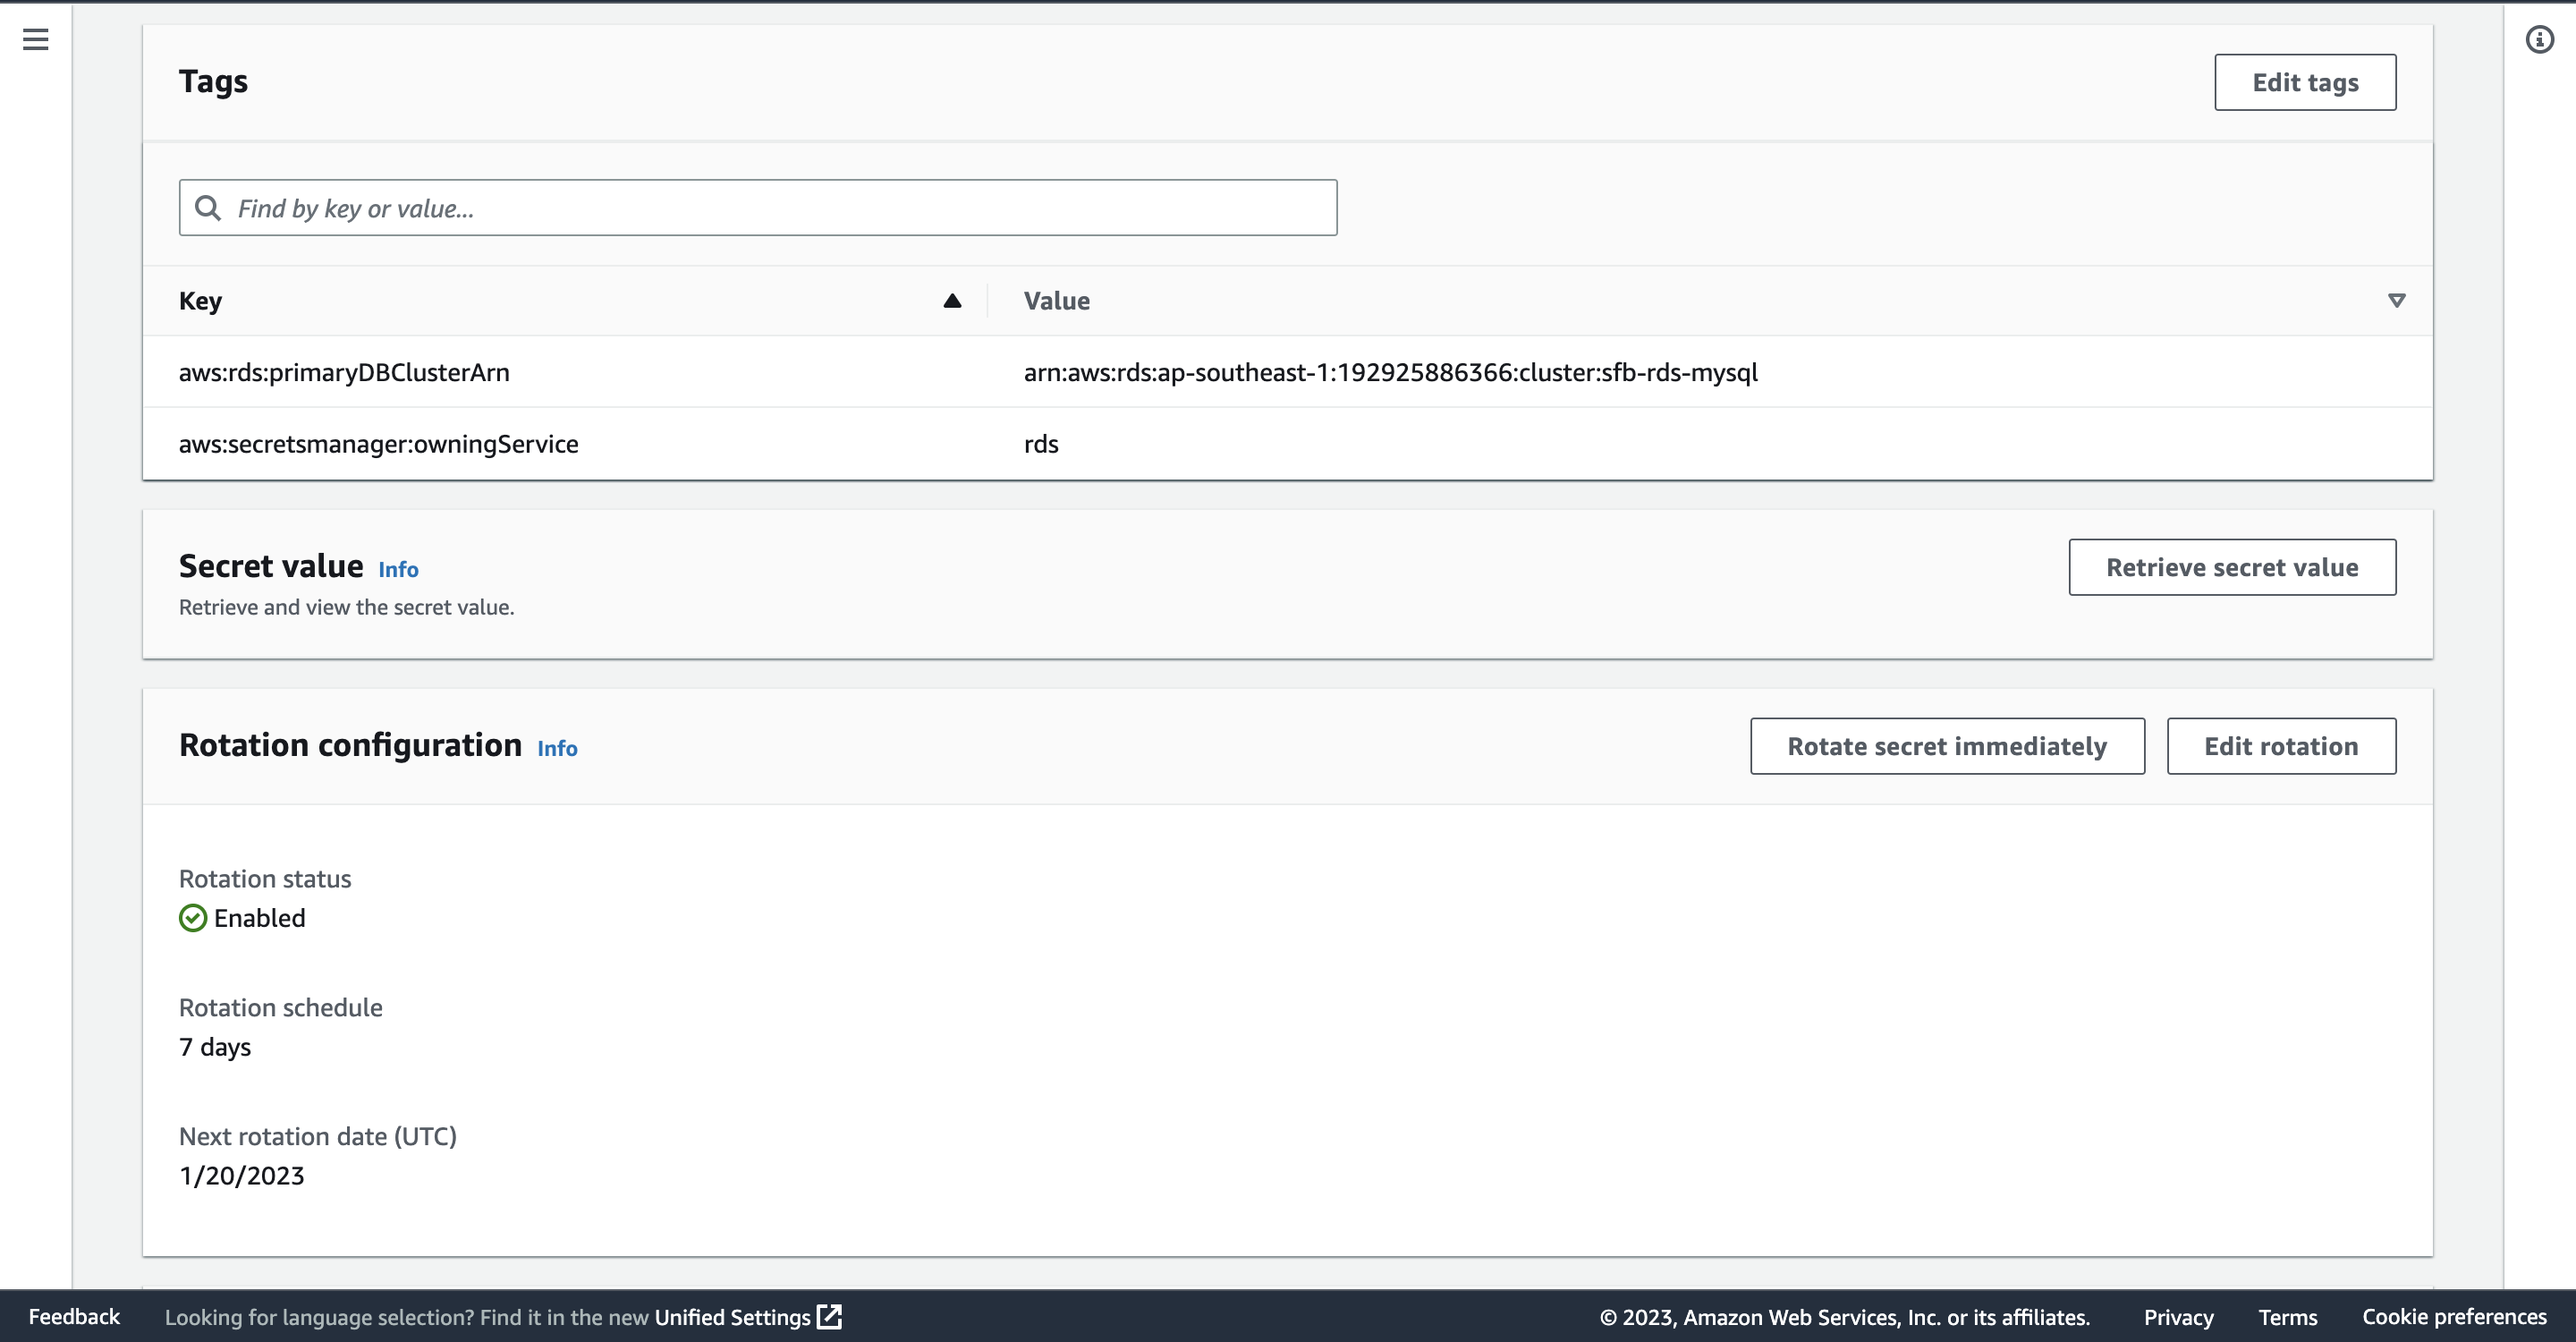 Tags
Edit tags
Find by key or value...
Key Value
aws:rds:primaryDBClusterArn arn:aws:rds:ap-southeast-1:192925886366:cluster:sfb-rds-mysql
aws:secretsmanager:owningService rds
Secret value Info
Retrieve secret value
Retrieve and view the secret value.
Rotation configuration Info
Rotate secret immediately Edit rotation
Rotation status
Enabled
Rotation schedule
7 days
Next rotation date (UTC)
1/20/2023
Feedback Looking for language selection? Find it in the new Unified Settings © 2023, Amazon Web Services, Inc. or its affiliates. Privacy Terms Cookie preferences